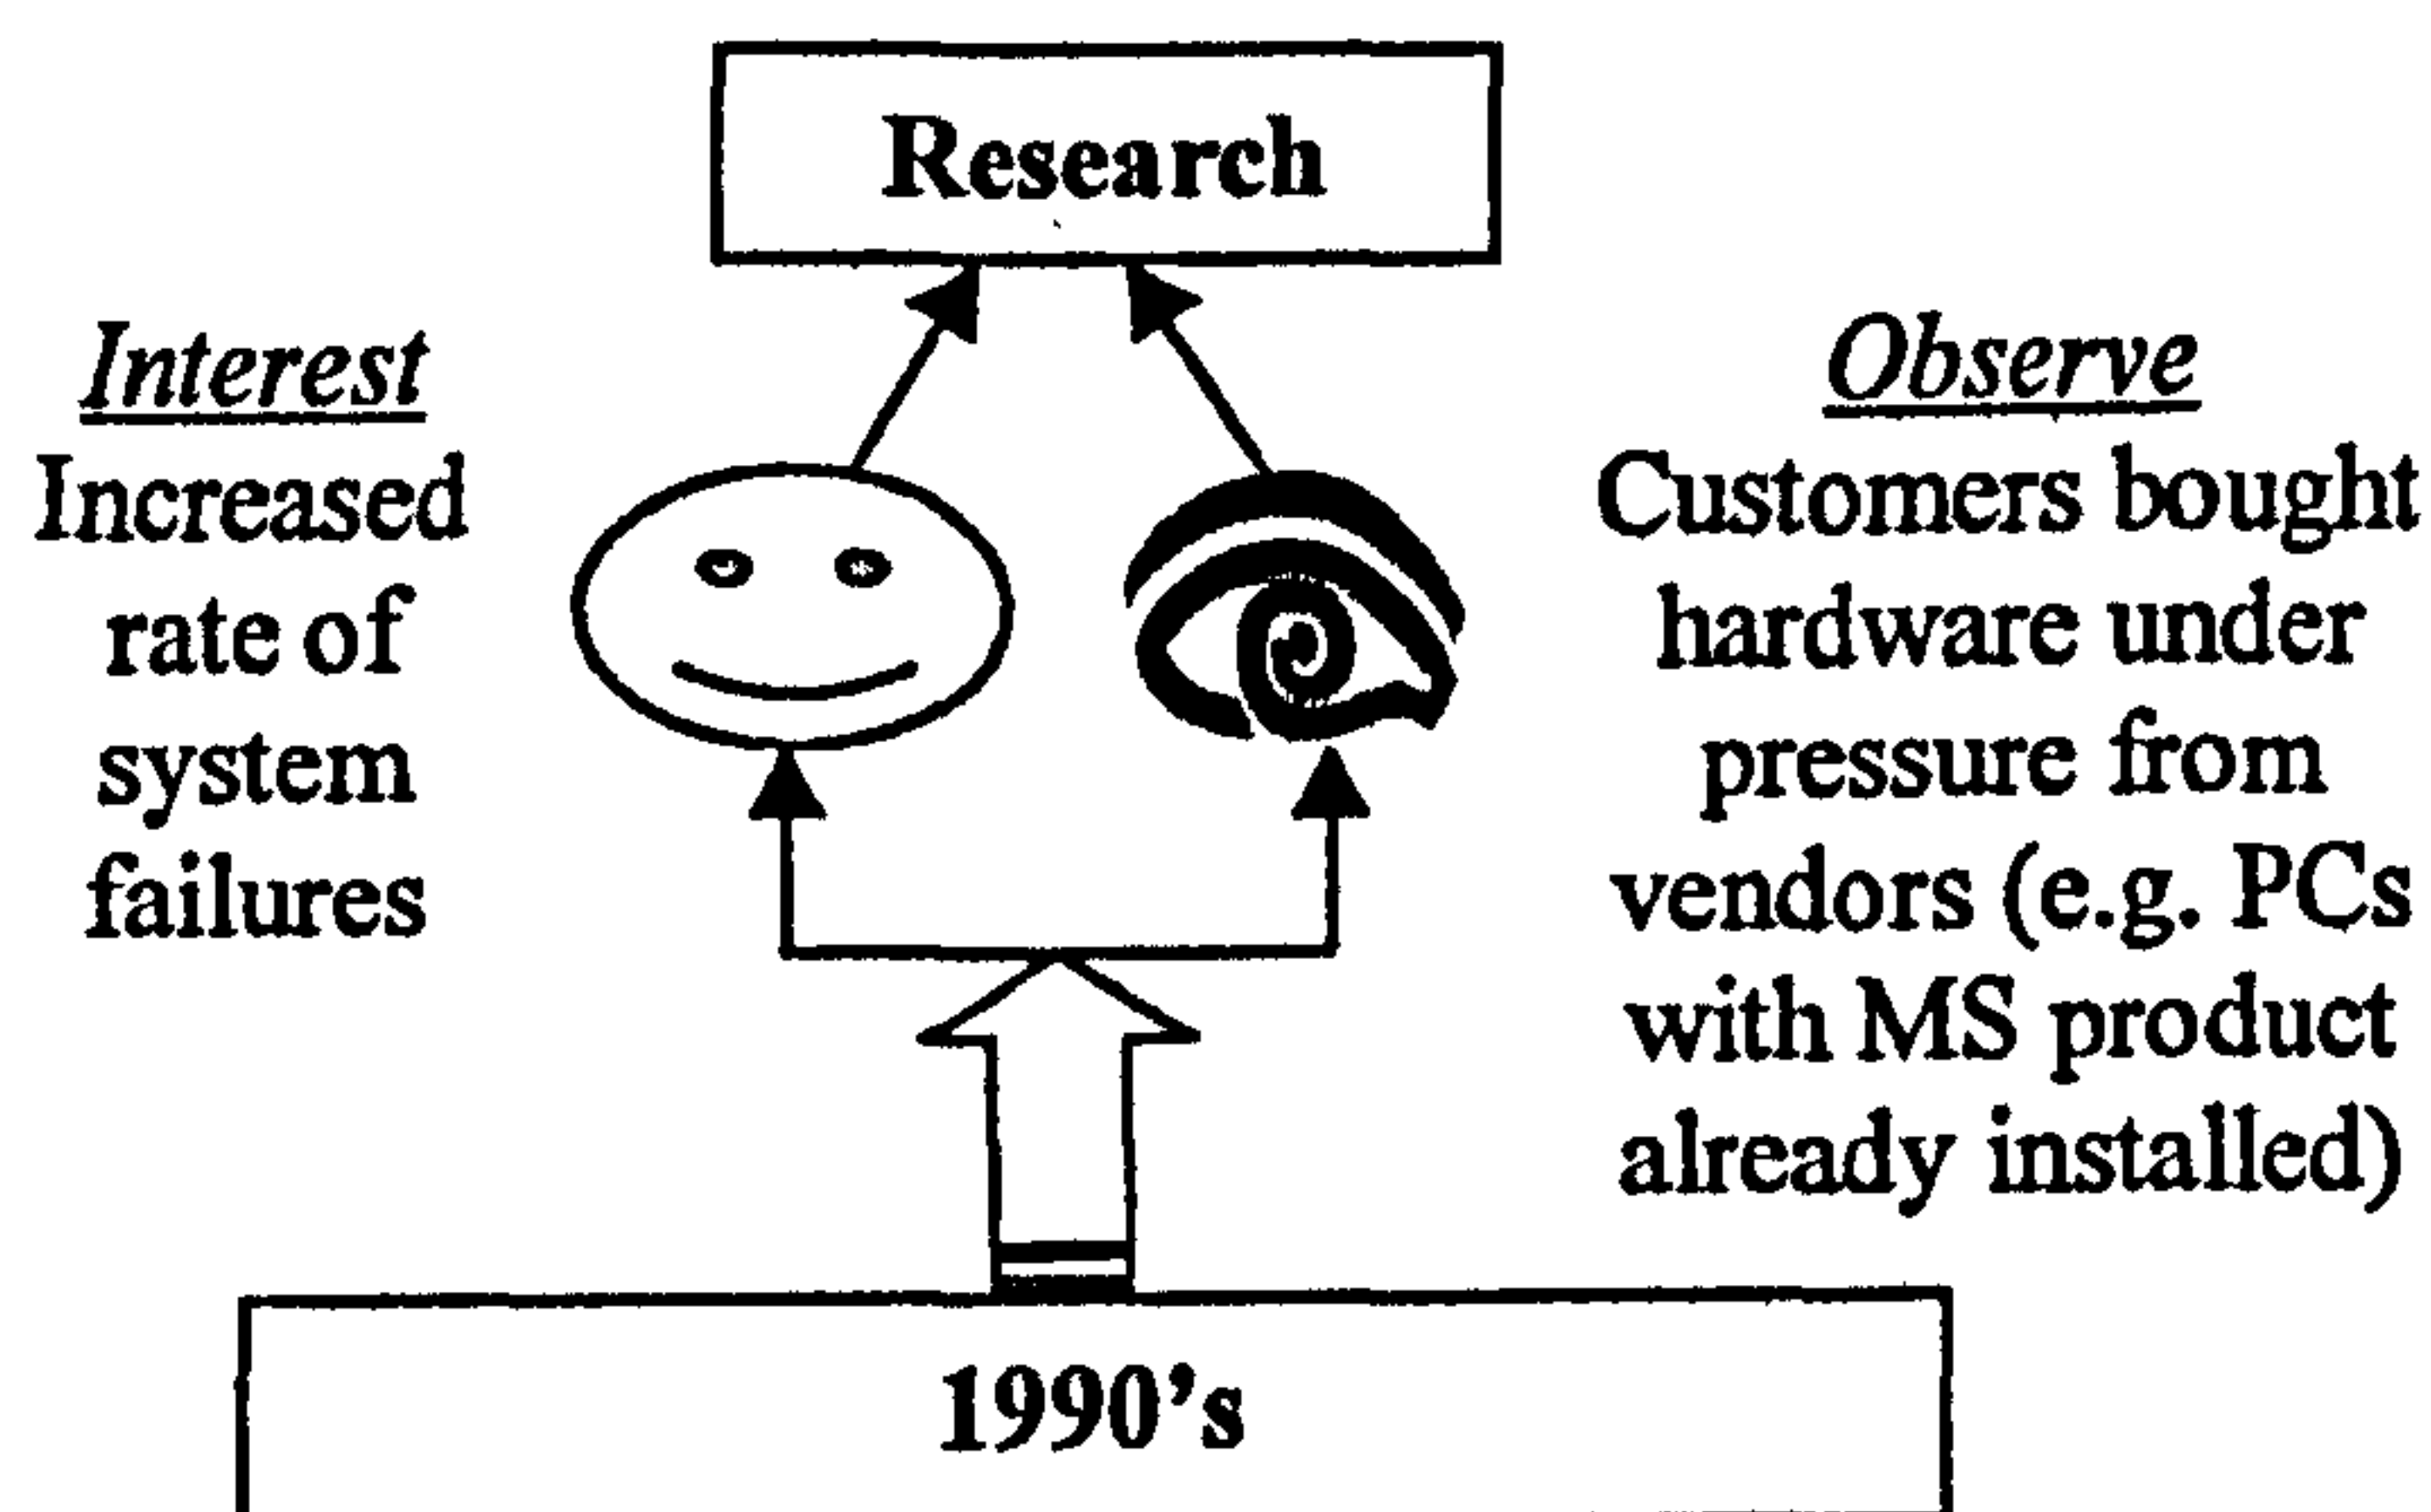 Research
Interest
Increased
rate of
system
failures
Observe
Customers bought
hardware under
pressure from
vendors (e.g. PCs
with MS product
already installed)
1990's